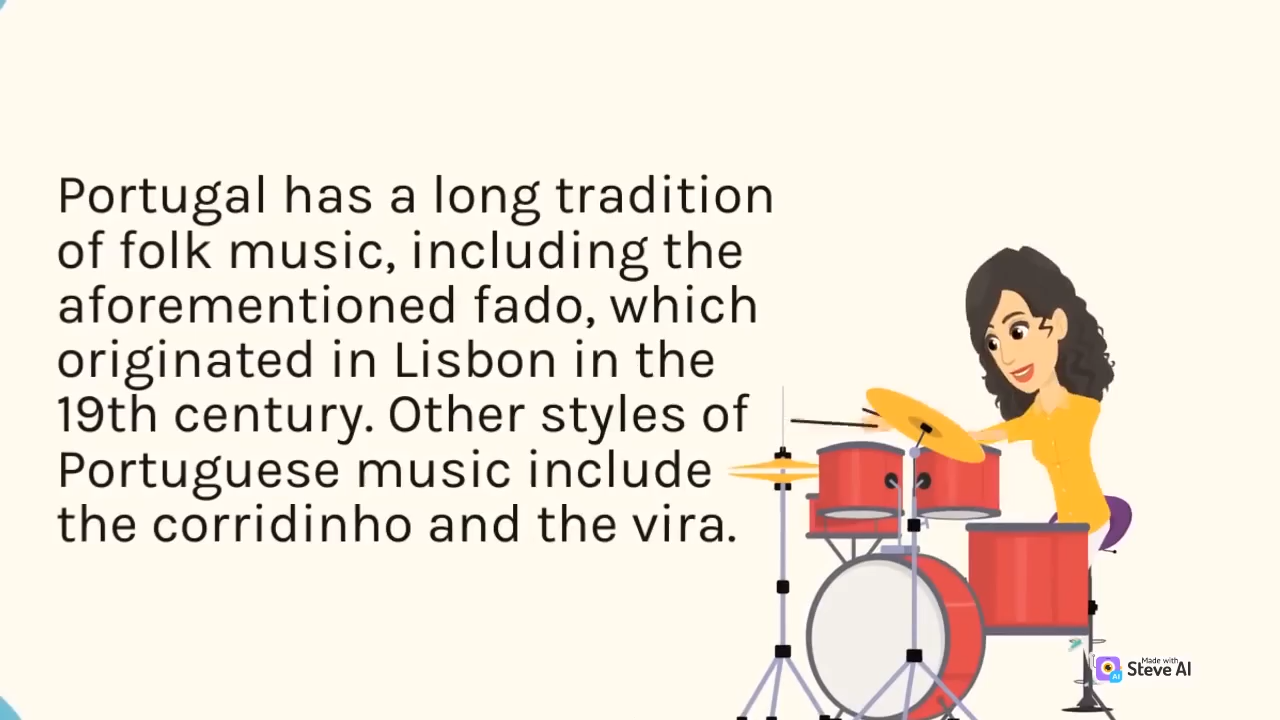 Portugal has a long tradition
of folk music, including the
aforementioned fado, which
originated in Lisbon in the
19th century. Other styles of
Portuguese music include
the corridinho and the vira.
Made with
Steve AI
AI